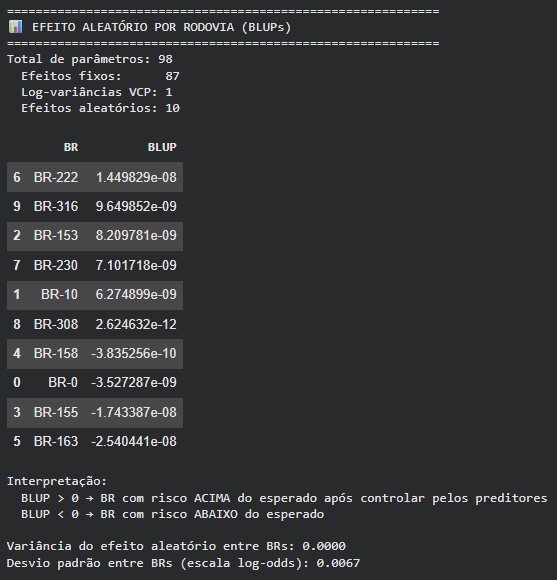 ============================================================
📊 EFEITO ALEATÓRIO POR RODOVIA (BLUPs)
============================================================
Total de parâmetros: 98
  Efeitos fixos:      87
  Log-variâncias VCP: 1
  Efeitos aleatórios: 10
BR BLUP
6 BR-222 1.449829e-08
9 BR-316 9.649852e-09
2 BR-153 8.209781e-09
7 BR-230 7.101718e-09
1 BR-10 6.274899e-09
8 BR-308 2.624632e-12
4 BR-158 -3.835256e-10
0 BR-0 -3.527287e-09
3 BR-155 -1.743387e-08
5 BR-163 -2.540441e-08
Interpretação:
  BLUP > 0 → BR com risco ACIMA do esperado após controlar pelos preditores
  BLUP < 0 → BR com risco ABAIXO do esperado
Variância do efeito aleatório entre BRs: 0.0000
Desvio padrão entre BRs (escala log-odds): 0.0067